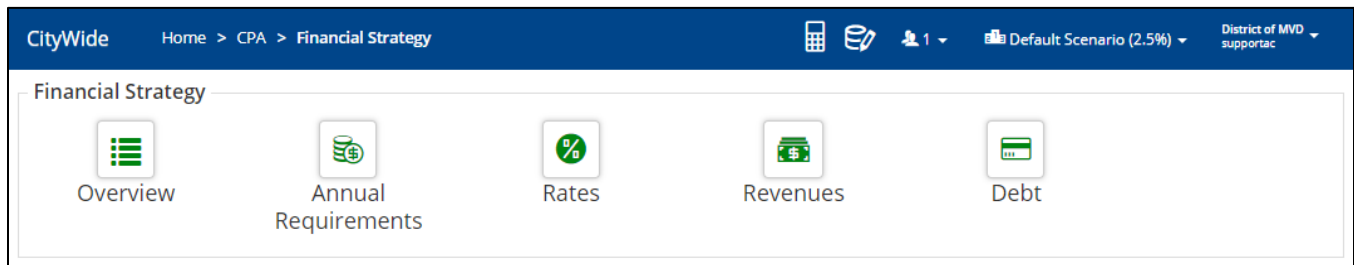 CityWide Home > CPA > Financial Strategy 1 Default Scenario (2.5%) District of MVD
supportac
Financial Strategy
Overview Annual Rates Revenues Debt
Requirements